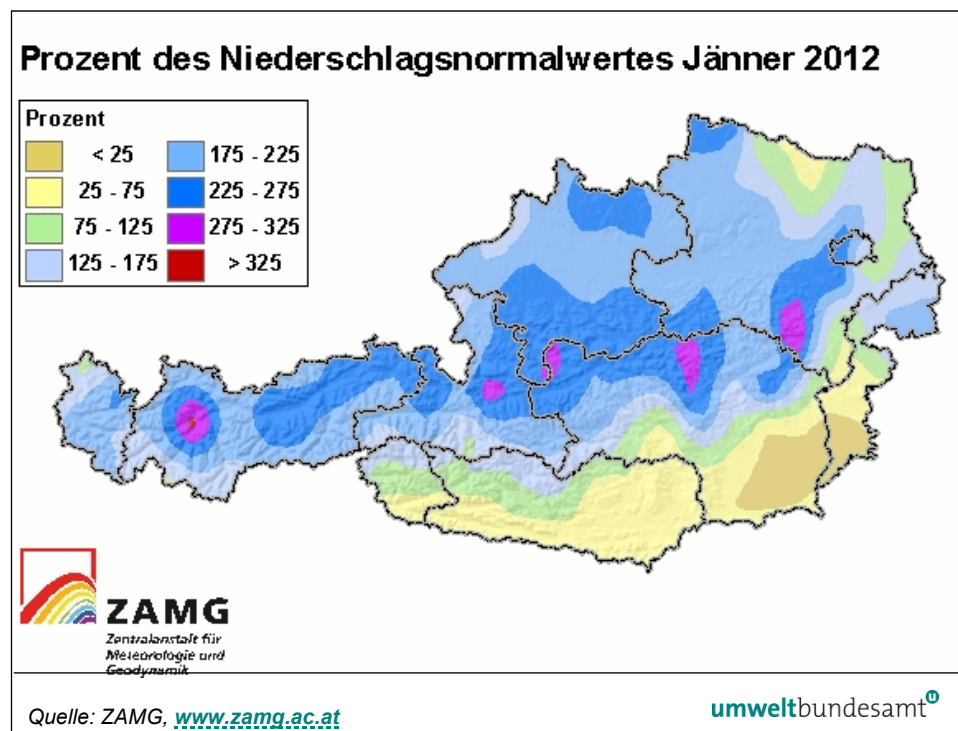 Prozent des Niederschlagsnormalwertes Jänner 2012
Prozent
< 25
25 - 75
75 - 125
125 - 175
175 - 225
225 - 275
275 - 325
> 325
ZAMG
Zentralanstalt für
Meteorologie und
Geodynamik
Quelle: ZAMG, www.zamg.ac.at
umweltbundesamt